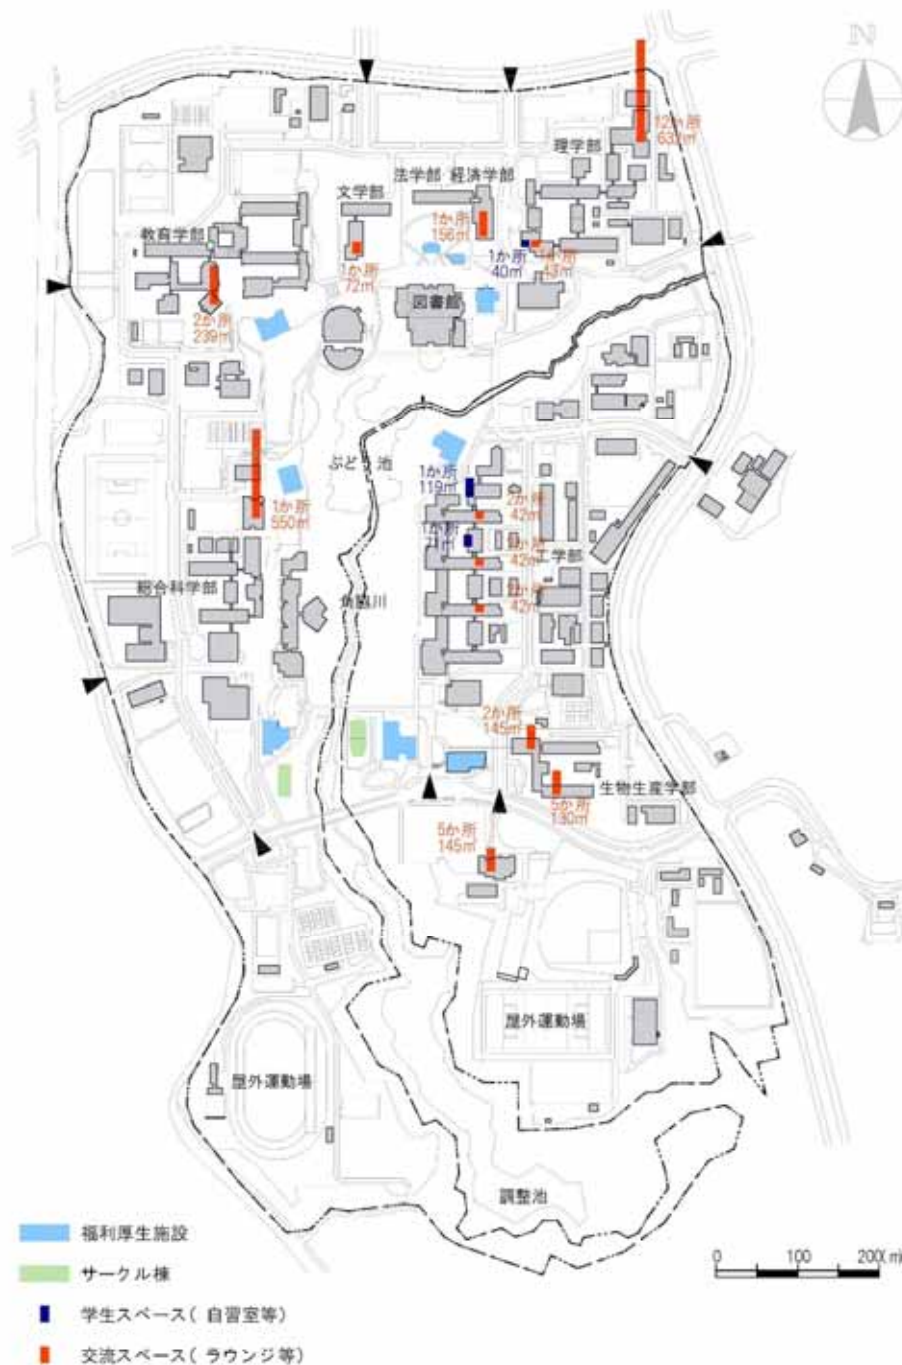 N
12か所
理学部
法学部 経済学部
文学部
1か所
156㎡
教育学部
1か所
40㎡
43㎡
1か所
72㎡
図書館
2か所
239㎡
ぶどう池
1か所
119㎡
2か所
42㎡
1か所
550㎡
1か所
42㎡
工学部
総合科学部
角脇川
42㎡
2か所
145㎡
生物生産学部
5か所
130㎡
5か所
145㎡
屋外運動場
屋外運動場
調整池
福利厚生施設
サークル棟
学生スペース( 自習室等)
交流スペース( ラウンジ等)
0 100 200( m)